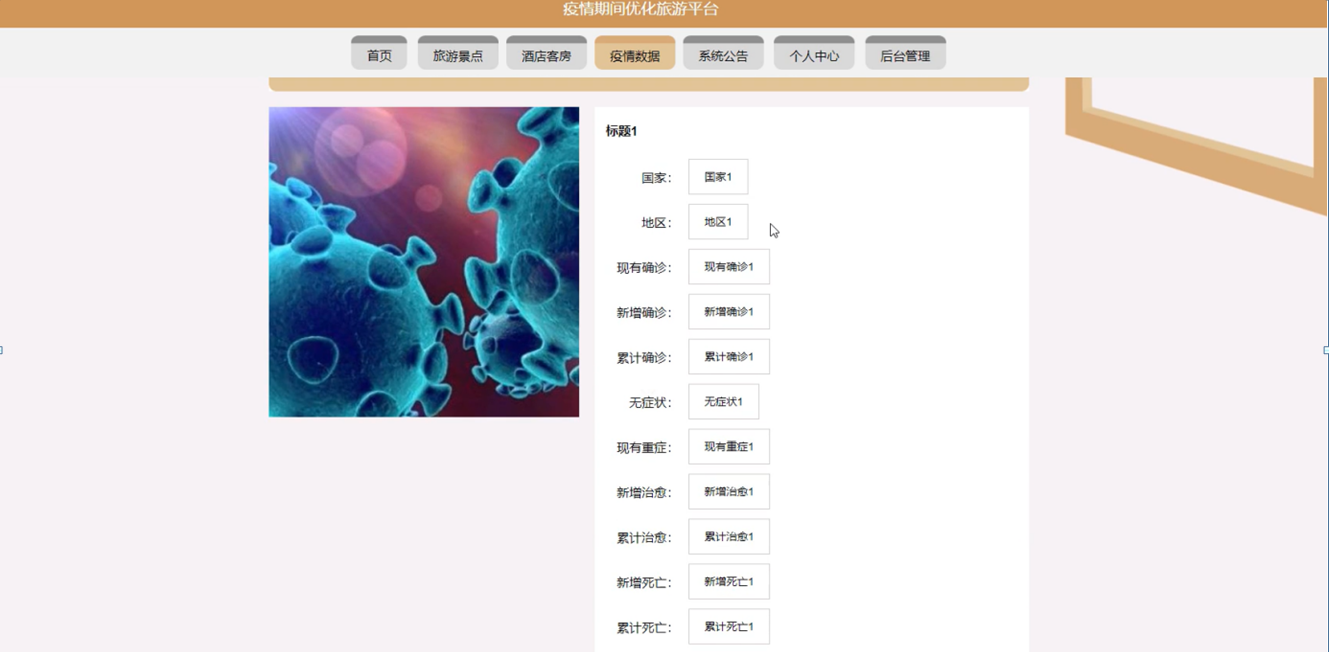 疫情期间优化旅游平台
首页 旅游景点 酒店客房 疫情数据 系统公告 个人中心 后台管理
标题1
国家: 国家1
地区: 地区1
现有确诊: 现有确诊1
新增确诊: 新增确诊1
累计确诊: 累计确诊1
无症状: 无症状1
现有重症: 现有重症1
新增治愈: 新增治愈1
累计治愈: 累计治愈1
新增死亡: 新增死亡1
累计死亡: 累计死亡1